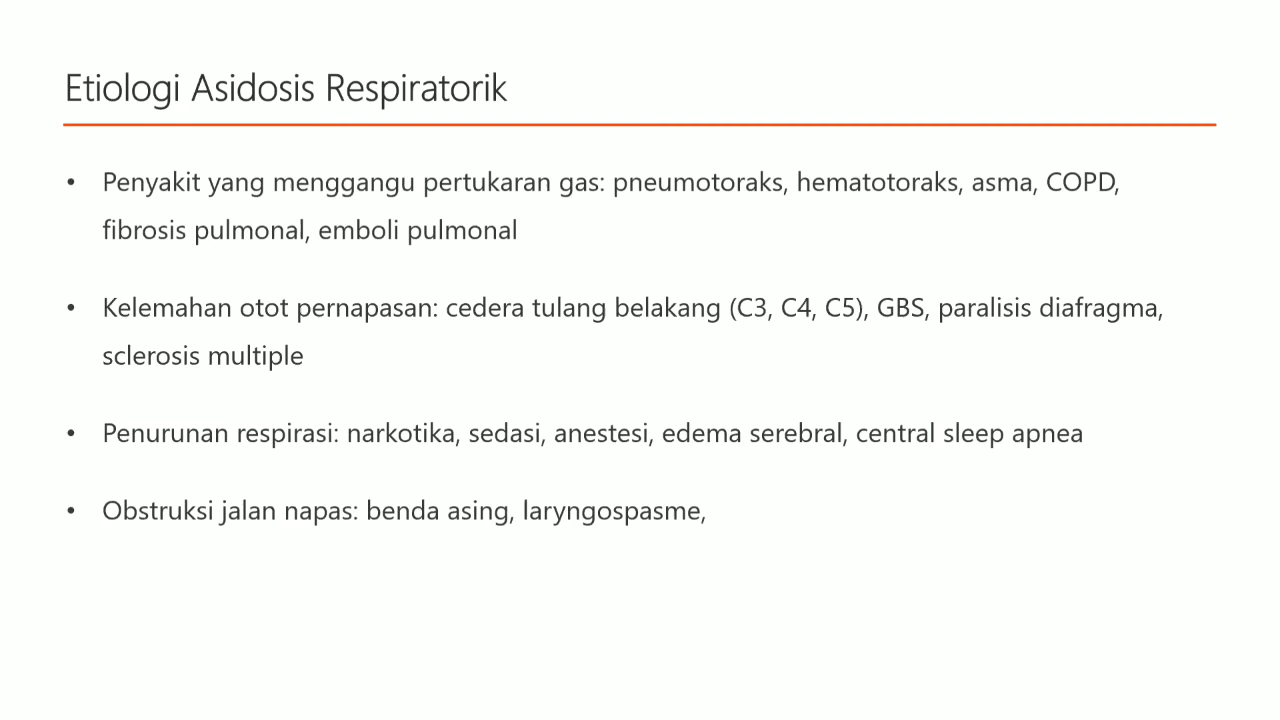 Etiologi Asidosis Respiratorik
• Penyakit yang menggangu pertukaran gas: pneumotoraks, hematotoraks, asma, COPD,
fibrosis pulmonal, emboli pulmonal
• Kelemahan otot pernapasan: cedera tulang belakang (C3, C4, C5), GBS, paralisis diafragma,
sclerosis multiple
• Penurunan respirasi: narkotika, sedasi, anestesi, edema serebral, central sleep apnea
• Obstruksi jalan napas: benda asing, laryngospasme,